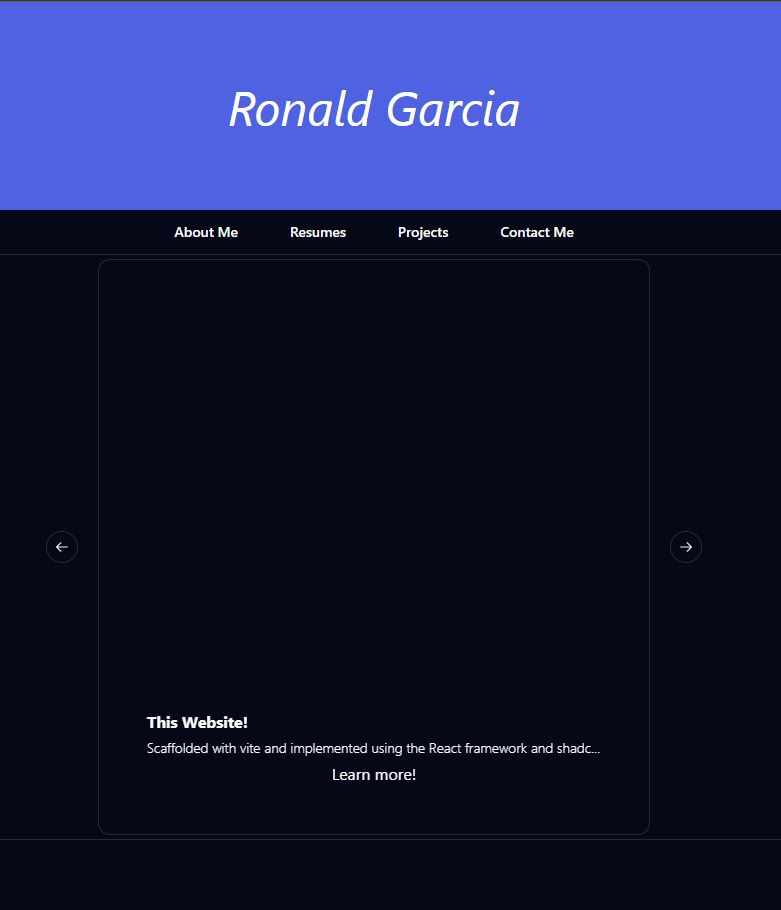 Ronald Garcia
About Me Resumes Projects Contact Me
This Website!
Scaffolded with vite and implemented using the React framework and shadc...
Learn more!